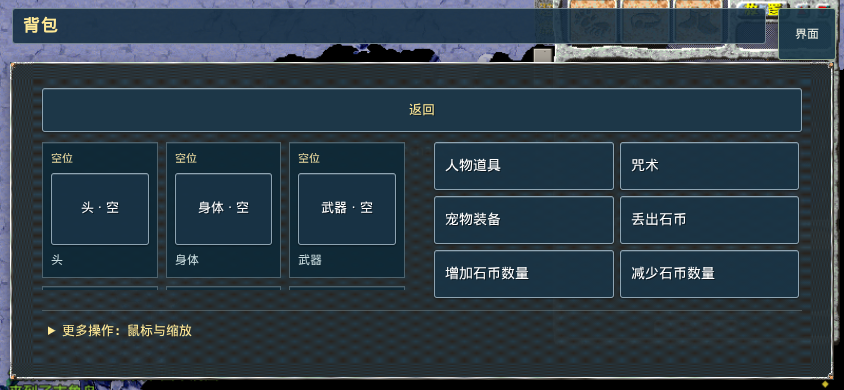 背包
界面
返回
空位
空位
空位
人物道具
咒术
头·空
身体·空
武器·空
宠物装备
丢出石币
头
身体
武器
增加石币数量
减少石币数量
▶ 更多操作：鼠标与缩放